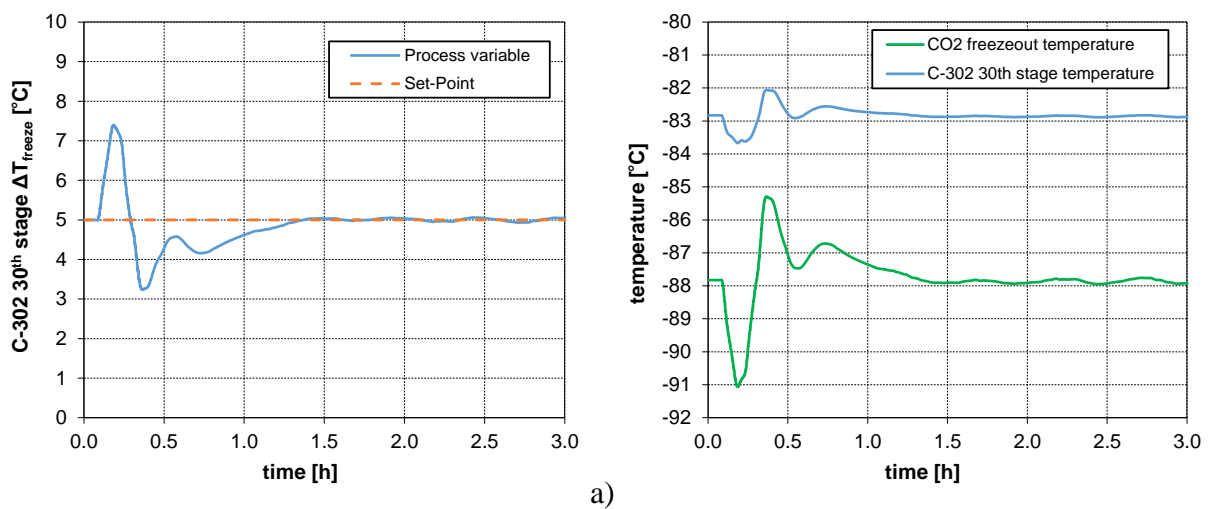 C-302 30th stage ΔTfreeze [°C]
10
9
8
7
6
5
4
3
2
1
0
Process variable
Set-Point
0.0 0.5 1.0 1.5 2.0 2.5 3.0
time [h]
temperature [°C]
-80
-81
-82
-83
-84
-85
-86
-87
-88
-89
-90
-91
-92
CO2 freezeout temperature
C-302 30th stage temperature
0.0 0.5 1.0 1.5 2.0 2.5 3.0
time [h]
a)